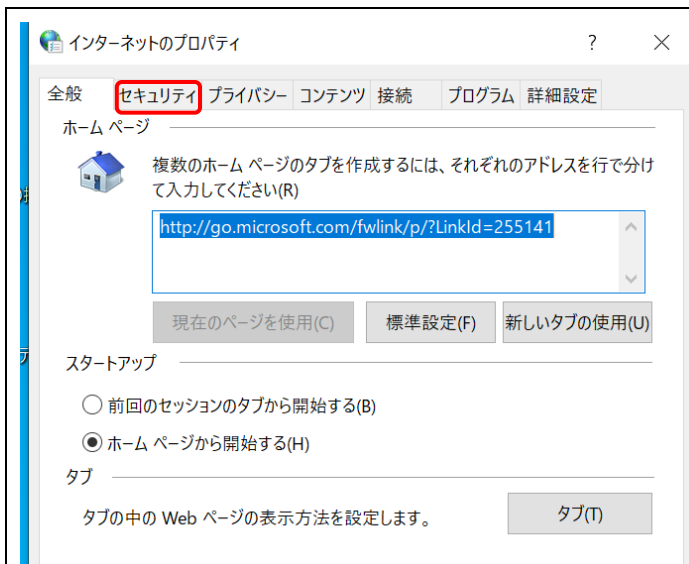 インターネットのプロパティ ? ×
全般 セキュリティ プライバシー コンテンツ 接続 プログラム 詳細設定
ホーム ページ
複数のホーム ページのタブを作成するには、それぞれのアドレスを行で分け
て入力してください(R)
http://go.microsoft.com/fwlink/p/?LinkId=255141
現在のページを使用(C) 標準設定(F) 新しいタブの使用(U)
スタートアップ
前回のセッションのタブから開始する(B)
ホーム ページから開始する(H)
タブ
タブの中の Web ページの表示方法を設定します。 タブ(T)